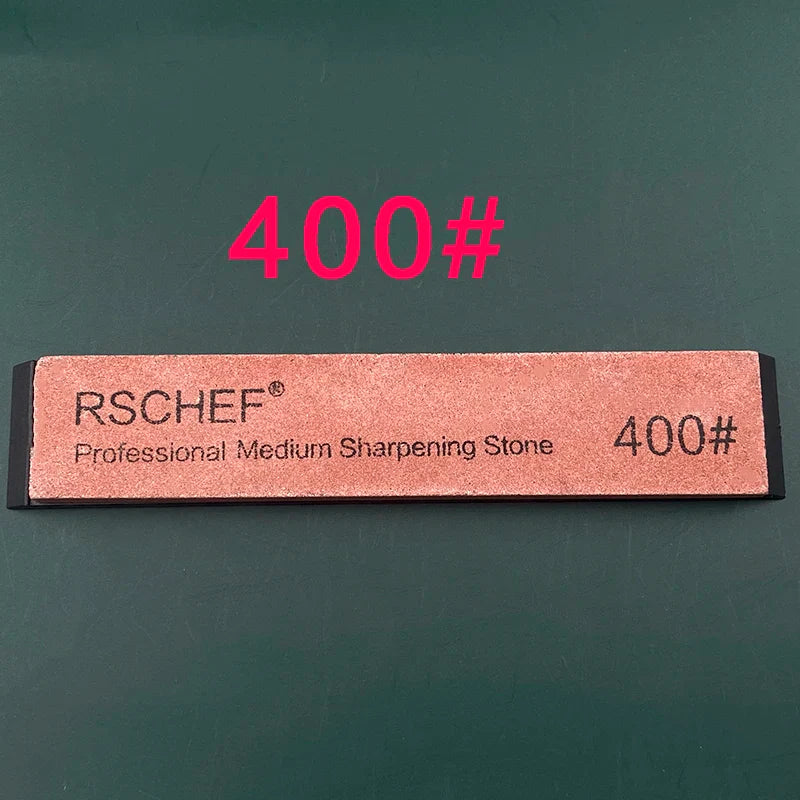 400#
RSCHEF®
Professional Medium Sharpening Stone
400#